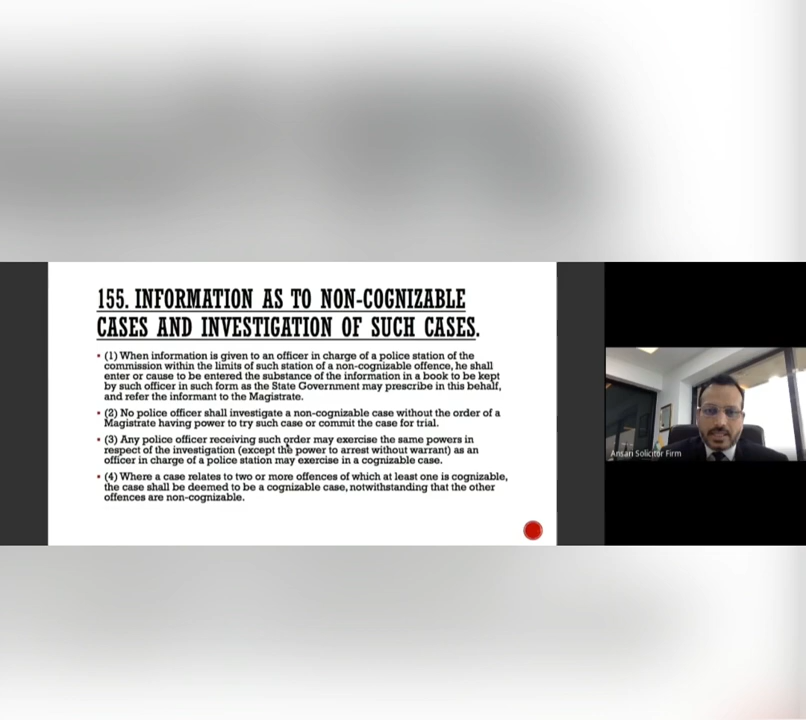 155. INFORMATION AS TO NON-COGNIZABLE
CASES AND INVESTIGATION OF SUCH CASES.
• (1) When information is given to an officer in charge of a police station of the
commission within the limits of such station of a non-cognizable offence, he shall
enter or cause to be entered the substance of the information in a book to be kept
by such officer in such form as the State Government may prescribe in this behalf,
and refer the informant to the Magistrate.
• (2) No police officer shall investigate a non-cognizable case without the order of a
Magistrate having power to try such case or commit the case for trial.
• (3) Any police officer receiving such order may exercise the same powers in
respect of the investigation (except the power to arrest without warrant) as an
officer in charge of a police station may exercise in a cognizable case.
• (4) Where a case relates to two or more offences of which at least one is cognizable,
the case shall be deemed to be a cognizable case, notwithstanding that the other
offences are non-cognizable.
Ansari Solicitor Firm